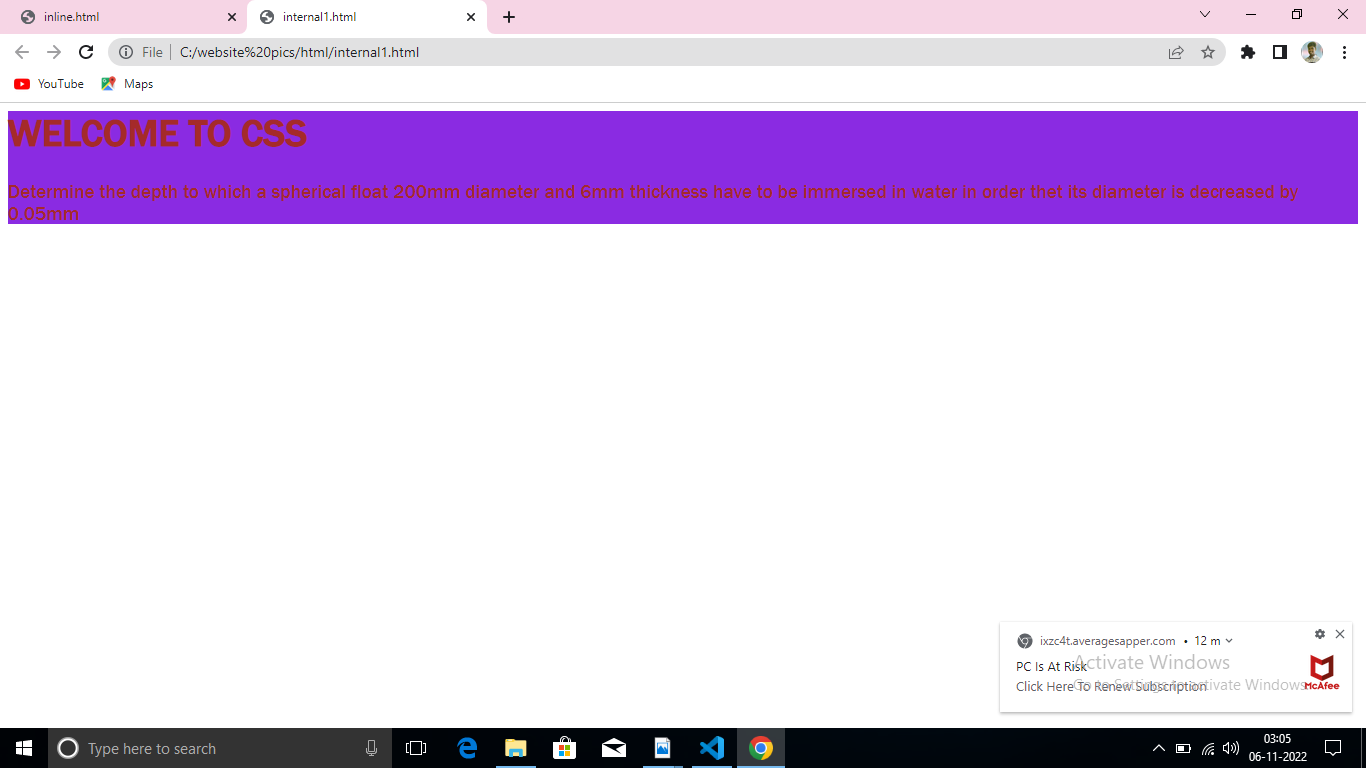 inline.html
internal1.html
File
C:/website%20pics/html/internal1.html
YouTube
Maps
WELCOME TO CSS
Determine the depth to which a spherical float 200mm diameter and 6mm thickness have to be immersed in water in order thet its diameter is decreased by
0.05mm
ixzc4t.averagesapper.com • 12 m
PC Is At Risk
Click Here To Renew Subscription
McAfee
Activate Windows
Go to Settings to activate Windows.
Type here to search
03:05
06-11-2022